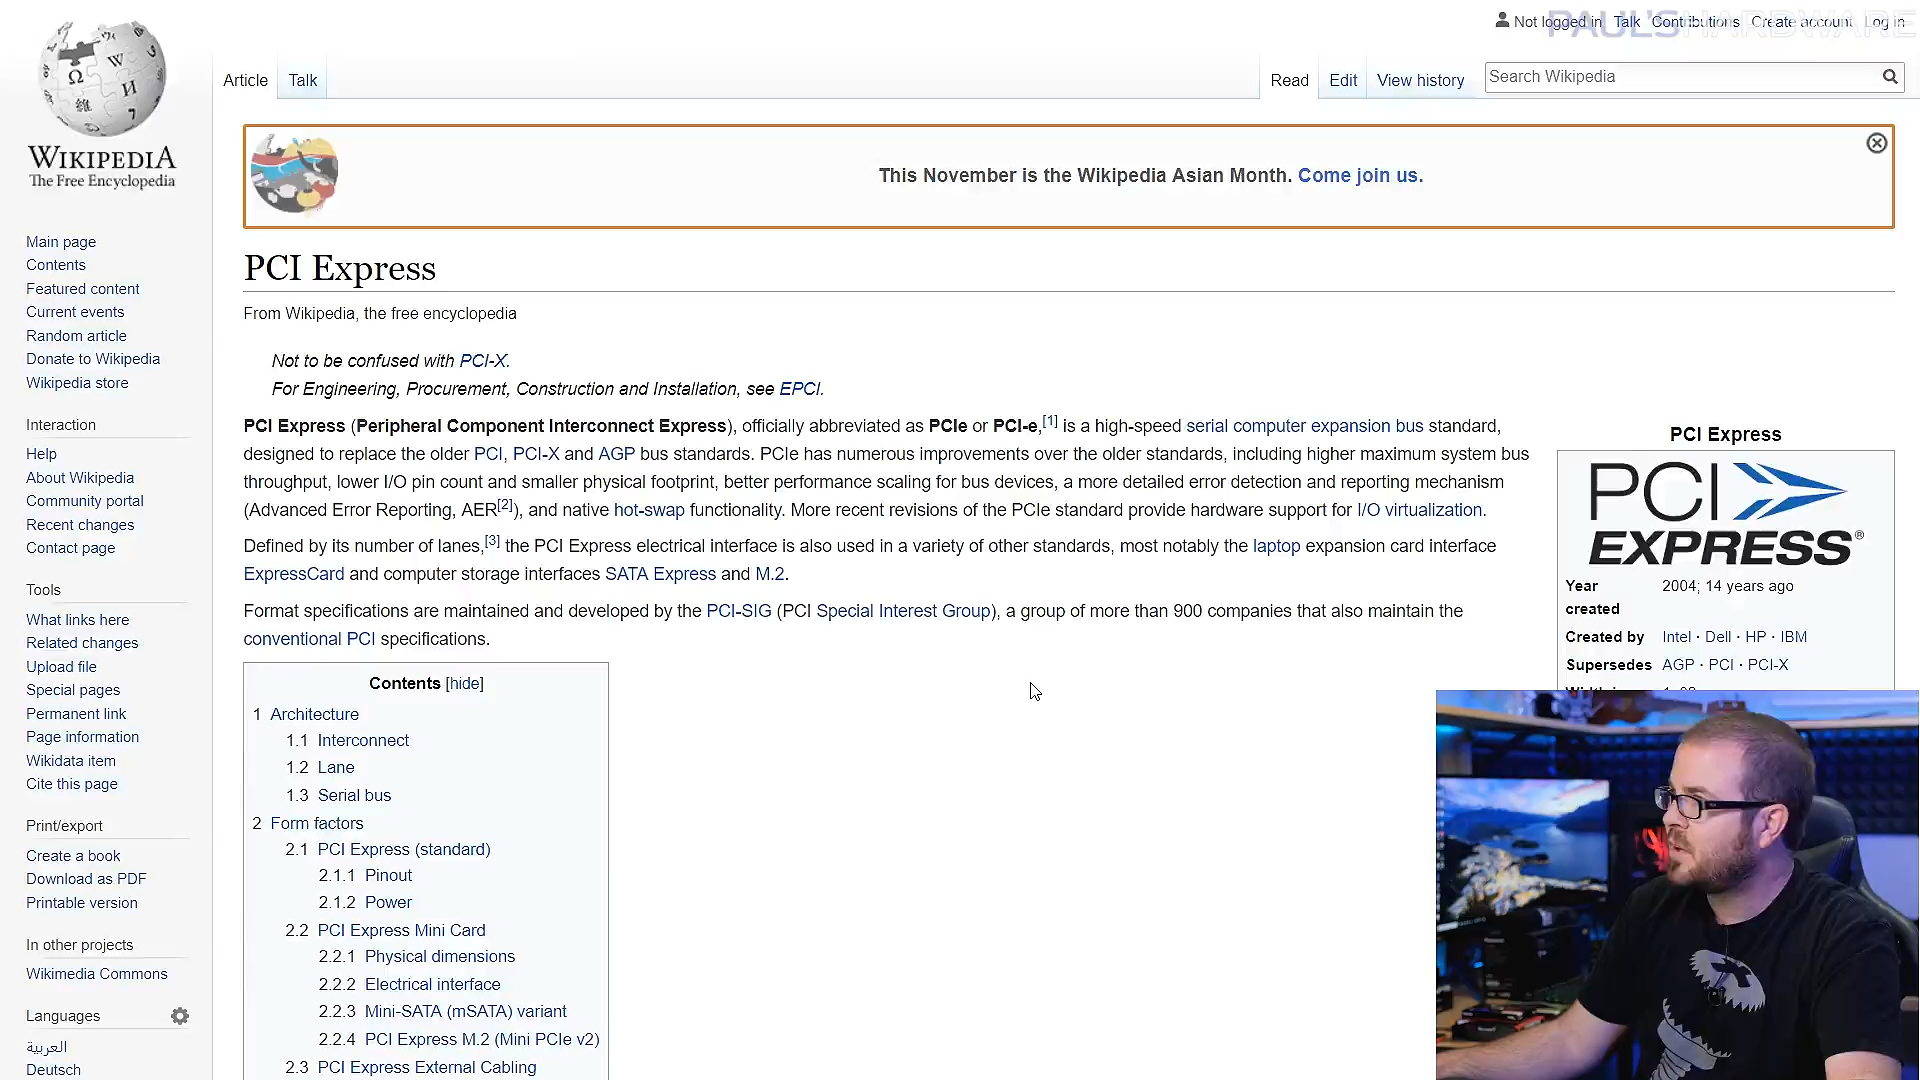 PAUL'S HARDWARE
Not logged in Talk Contributions Create account Log in
Article Talk Read Edit View history Search Wikipedia
WIKIPEDIA
The Free Encyclopedia
This November is the Wikipedia Asian Month. Come join us.
Main page
Contents
Featured content
Current events
Random article
Donate to Wikipedia
Wikipedia store
Interaction
Help
About Wikipedia
Community portal
Recent changes
Contact page
Tools
What links here
Related changes
Upload file
Special pages
Permanent link
Page information
Wikidata item
Cite this page
Print/export
Create a book
Download as PDF
Printable version
In other projects
Wikimedia Commons
Languages
العربية
Deutsch
PCI Express
From Wikipedia, the free encyclopedia
Not to be confused with PCI-X.
For Engineering, Procurement, Construction and Installation, see EPCI.
PCI Express (Peripheral Component Interconnect Express), officially abbreviated as PCIe or PCI-e,[1] is a high-speed serial computer expansion bus standard,
designed to replace the older PCI, PCI-X and AGP bus standards. PCIe has numerous improvements over the older standards, including higher maximum system bus
throughput, lower I/O pin count and smaller physical footprint, better performance scaling for bus devices, a more detailed error detection and reporting mechanism
(Advanced Error Reporting, AER[2]), and native hot-swap functionality. More recent revisions of the PCIe standard provide hardware support for I/O virtualization.
Defined by its number of lanes,[3] the PCI Express electrical interface is also used in a variety of other standards, most notably the laptop expansion card interface
ExpressCard and computer storage interfaces SATA Express and M.2.
Format specifications are maintained and developed by the PCI-SIG (PCI Special Interest Group), a group of more than 900 companies that also maintain the
conventional PCI specifications.
PCI Express
PCI
EXPRESS®
Year created 2004; 14 years ago
Created by Intel · Dell · HP · IBM
Supersedes AGP · PCI · PCI-X
Contents [hide]
1 Architecture
1.1 Interconnect
1.2 Lane
1.3 Serial bus
2 Form factors
2.1 PCI Express (standard)
2.1.1 Pinout
2.1.2 Power
2.2 PCI Express Mini Card
2.2.1 Physical dimensions
2.2.2 Electrical interface
2.2.3 Mini-SATA (mSATA) variant
2.2.4 PCI Express M.2 (Mini PCIe v2)
2.3 PCI Express External Cabling